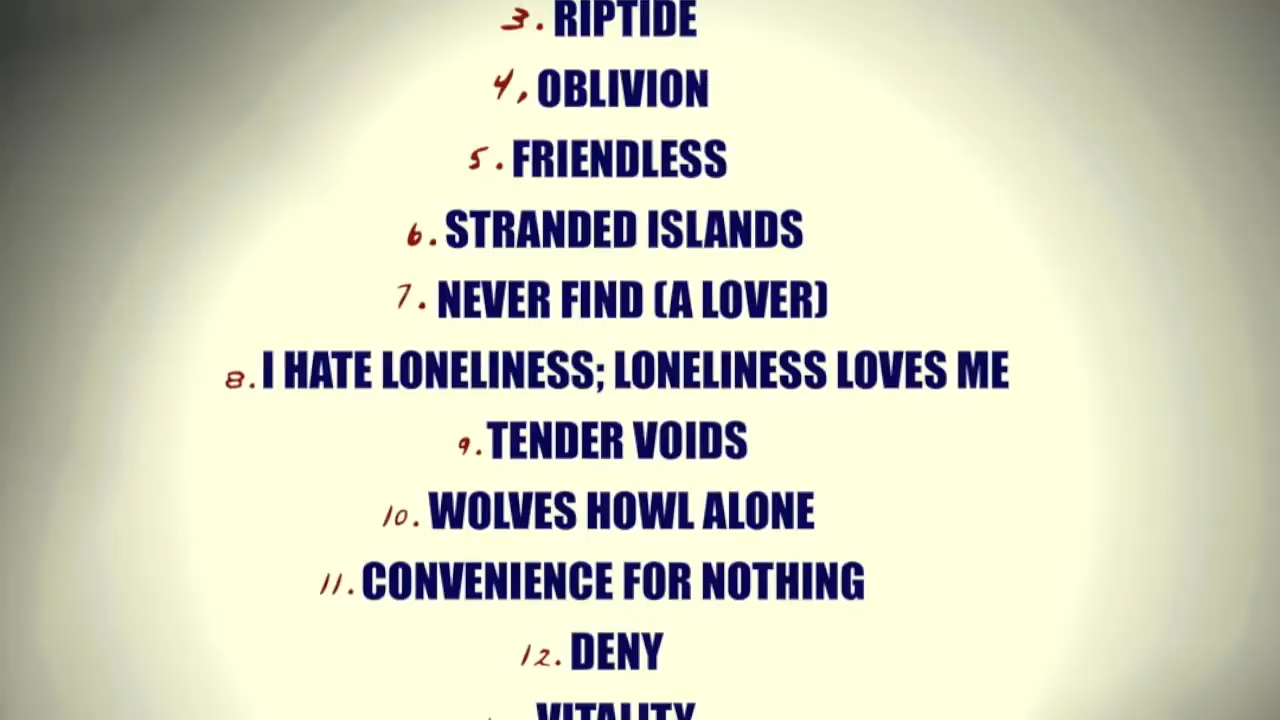 3. RIPTIDE
4, OBLIVION
5. FRIENDLESS
6. STRANDED ISLANDS
7. NEVER FIND (A LOVER)
8. I HATE LONELINESS; LONELINESS LOVES ME
9. TENDER VOIDS
10. WOLVES HOWL ALONE
11. CONVENIENCE FOR NOTHING
12. DENY
VITALITY